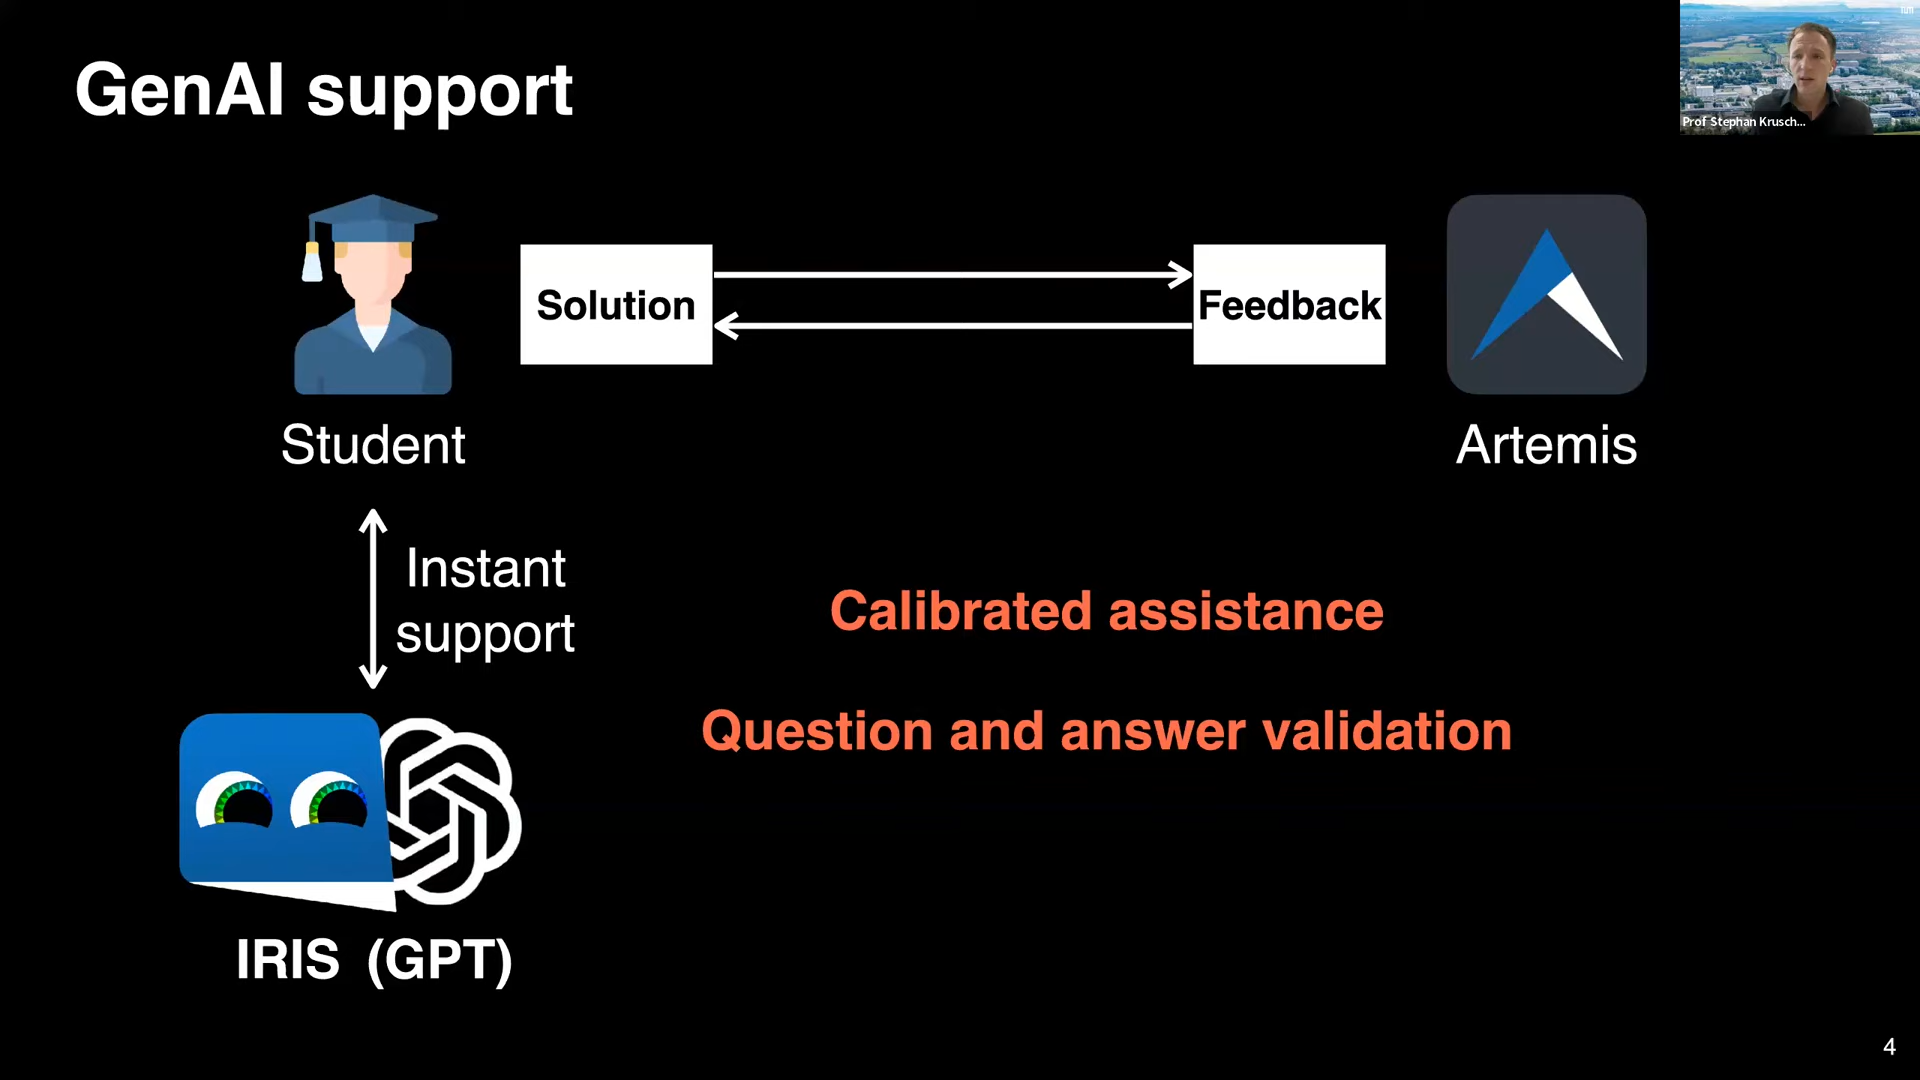 GenAI support
Prof Stephan Krusch...
Solution
Feedback
Student
Artemis
Instant
support
Calibrated assistance
Question and answer validation
IRIS (GPT)
4